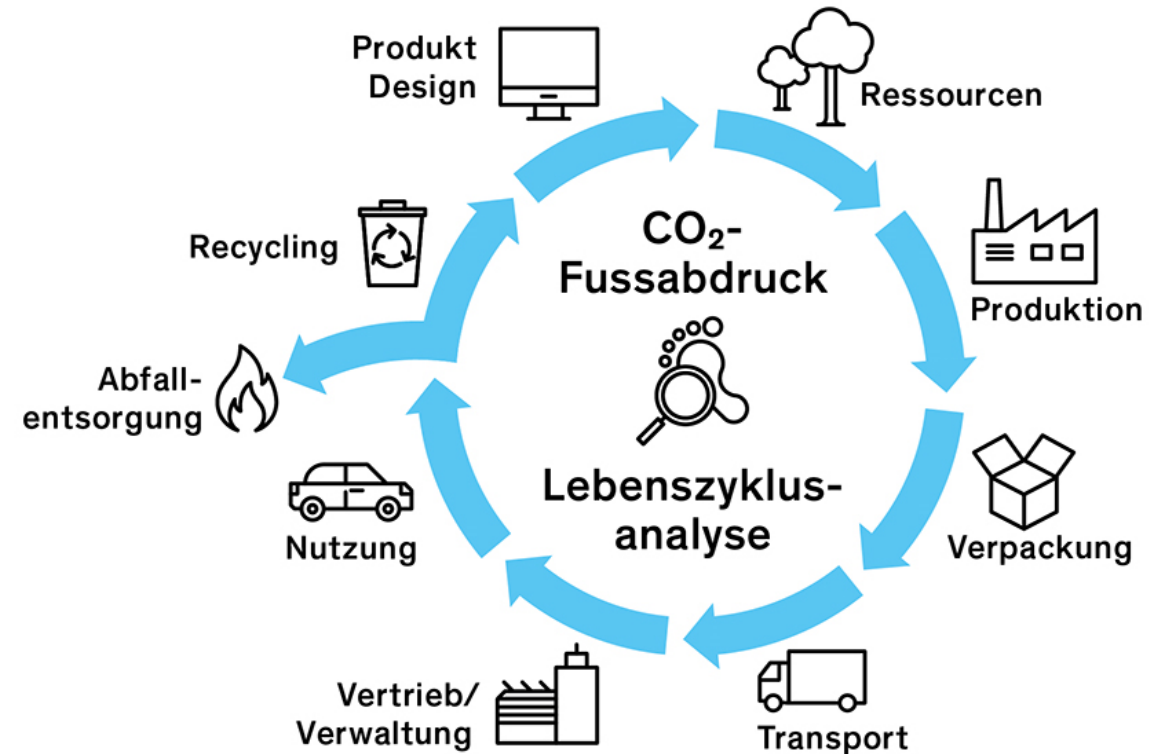 Produkt
Design
Ressourcen
Recycling
CO₂-
Fussabdruck
Produktion
Abfall-
entsorgung
Nutzung
Lebenszyklus-
analyse
Verpackung
Vertrieb/
Verwaltung
Transport